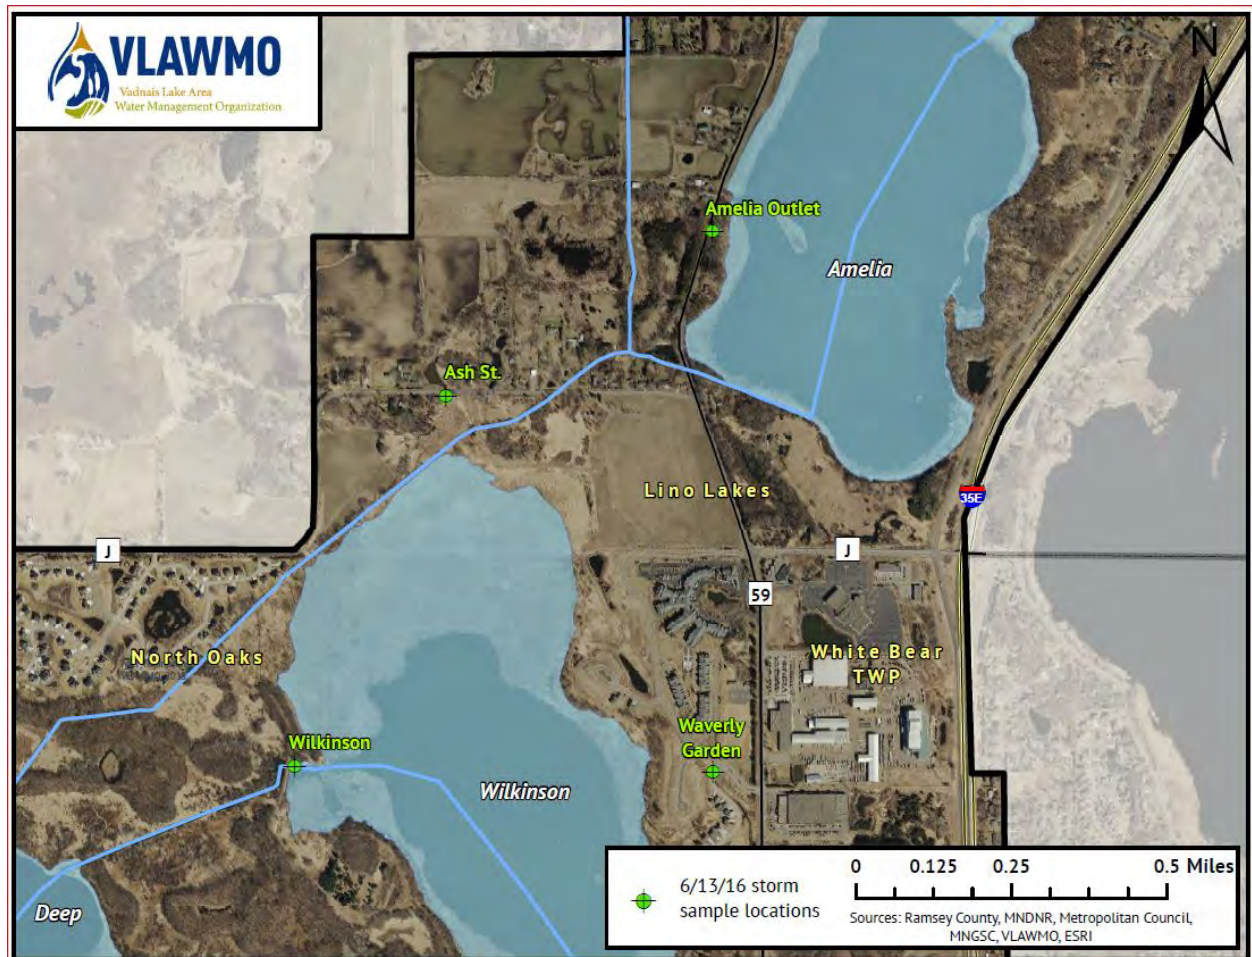 VLAWMO
Vadnais Lake Area
Water Management Organization
N
Amelia Outlet
Amelia
Ash St.
Lino Lakes
35E
J
J
59
North Oaks
White Bear
TWP
Waverly
Garden
Wilkinson
Wilkinson
Deep
6/13/16 storm
sample locations
0 0.125 0.25 0.5 Miles
Sources: Ramsey County, MNDNR, Metropolitan Council,
MNGSC, VLAWMO, ESRI